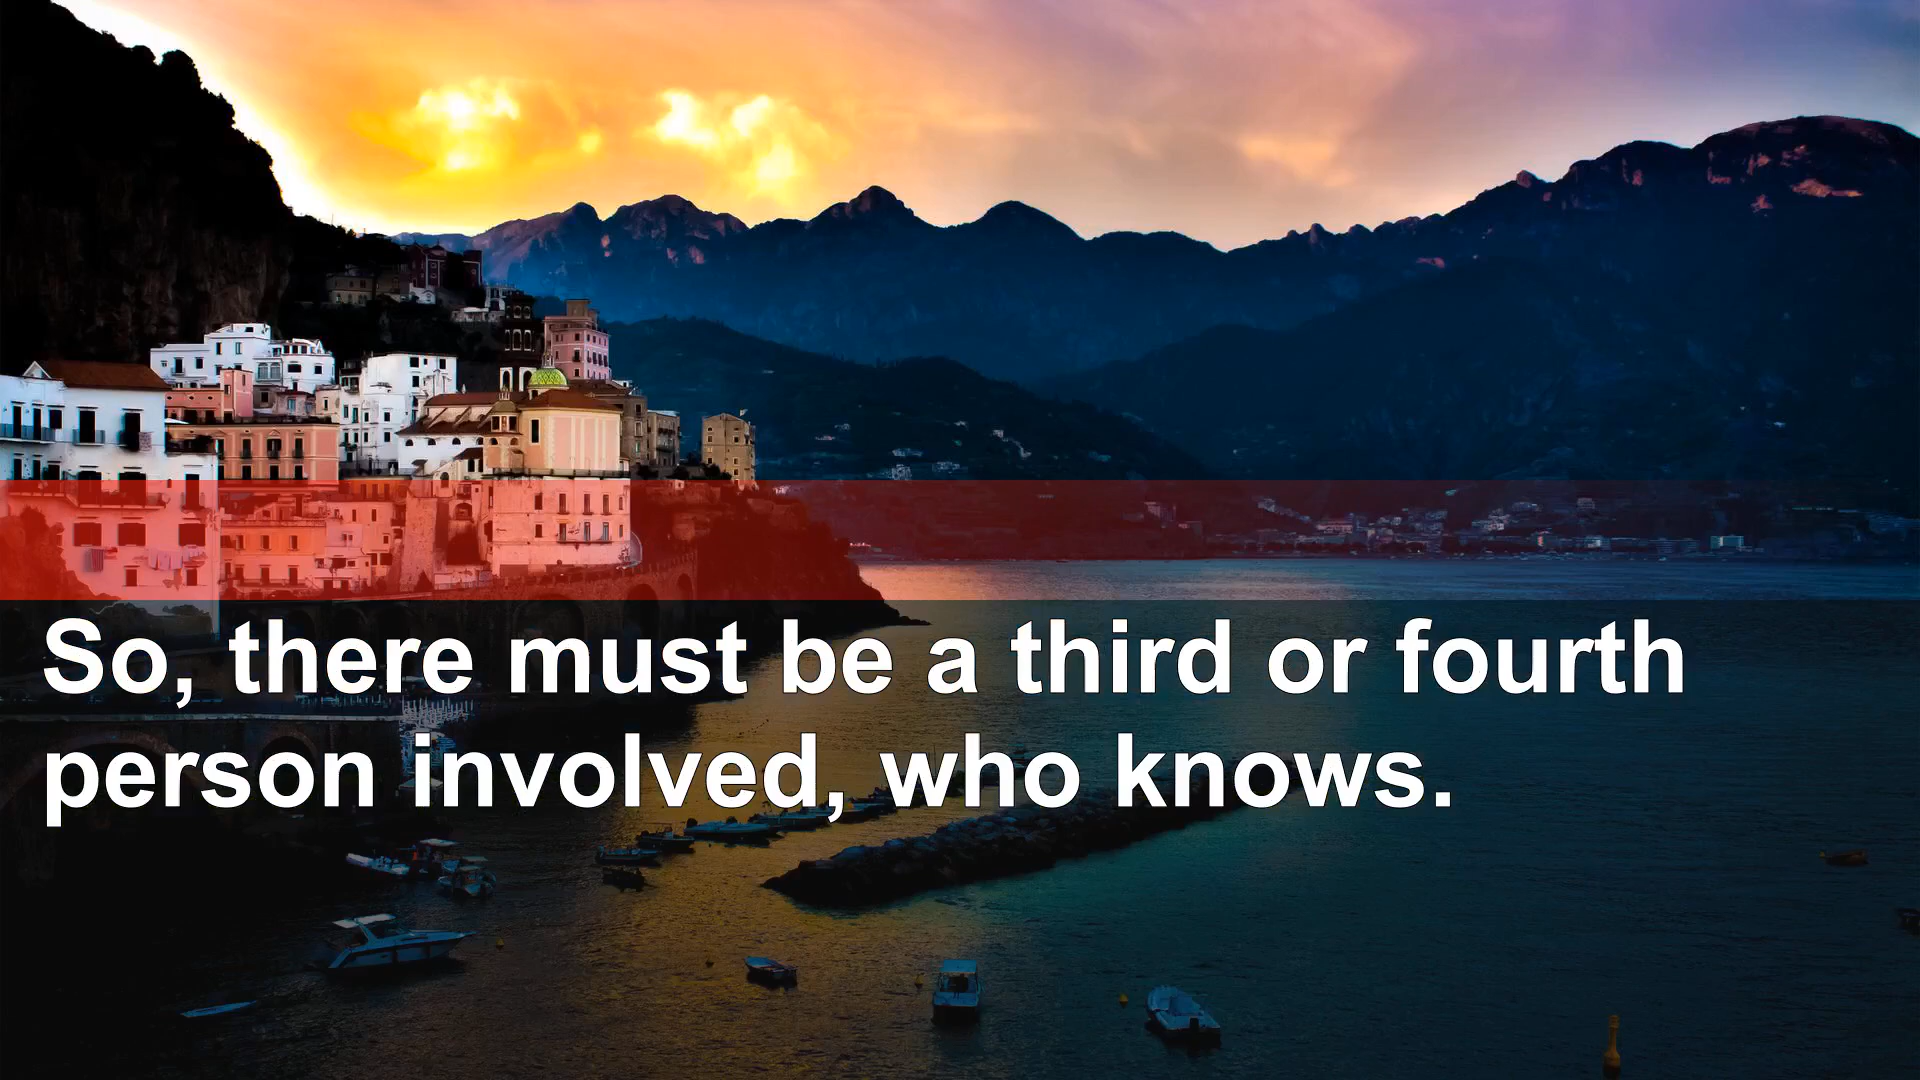 So, there must be a third or fourth
person involved, who knows.